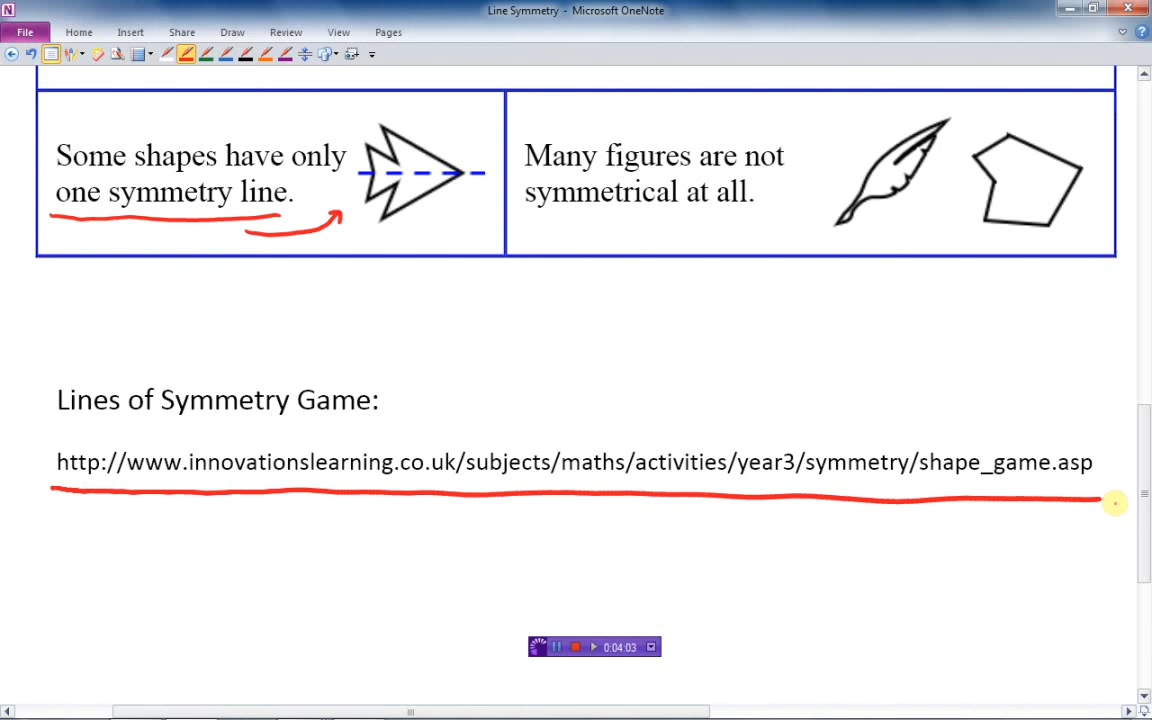 Line Symmetry - Microsoft OneNote
File Home Insert Share Draw Review View Pages
Some shapes have only
one symmetry line.
Many figures are not
symmetrical at all.
Lines of Symmetry Game:
http://www.innovationslearning.co.uk/subjects/maths/activities/year3/symmetry/shape_game.asp
0:04:03